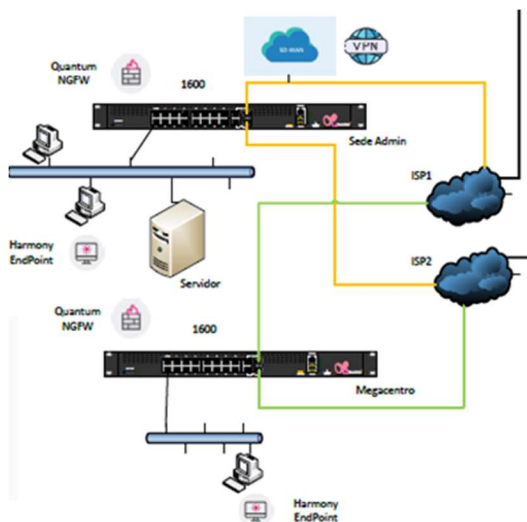 SD-WAN
VPN
Quantum
NGFW
1600
Sede Admin
ISP1
Harmony
EndPoint
Servidor
ISP2
Quantum
NGFW
1600
Megacentro
Harmony
EndPoint